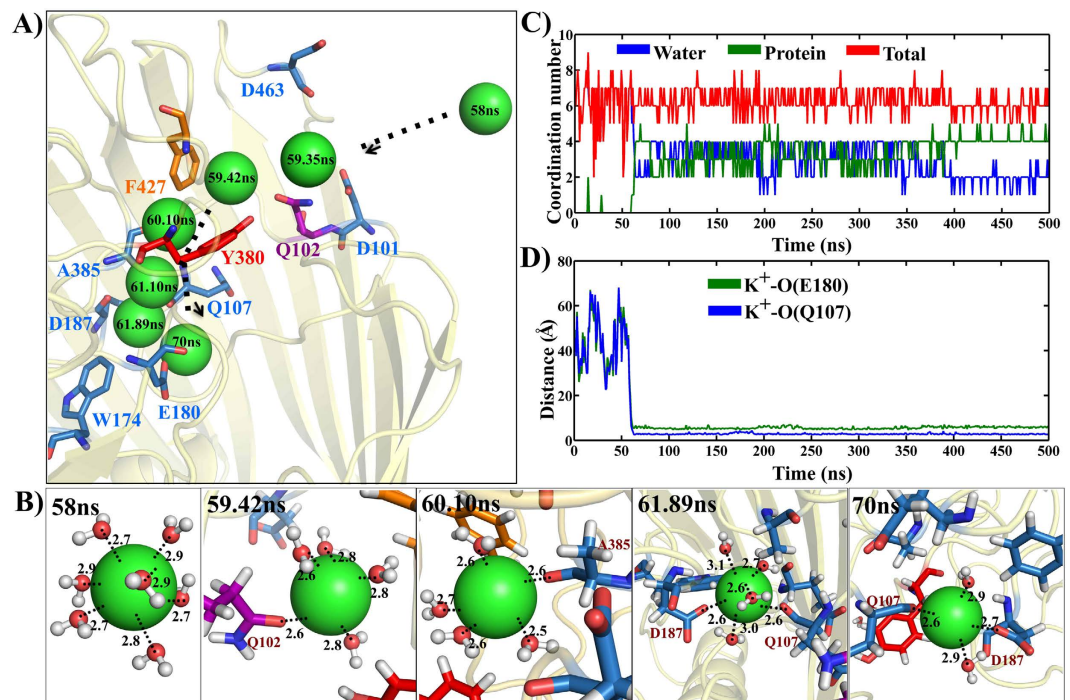 A)
D463
58ns
59.35ns
F427
59.42ns
60.10ns
Q102
D101
Y380
A385
61.10ns
Q107
D187
61.89ns
70ns
E180
W174
C)
Water Protein Total
Coordination number
10
8
6
4
2
0
0 50 100 150 200 250 300 350 400 450 500
Time (ns)
D)
K+-O(E180)
K+-O(Q107)
Distance (Å)
80
60
40
20
0
0 50 100 150 200 250 300 350 400 450 500
Time (ns)
B)
58ns
2.7
2.9
2.9
2.9
2.7
2.7
2.8
59.42ns
2.8
2.6
2.8
Q102
2.6
2.8
60.10ns
A385
2.6
2.6
2.7
2.6
2.5
61.89ns
3.1
2.7
2.6
D187
2.6
2.6
3.0
Q107
70ns
Q107
2.9
2.6
2.7
D187
2.9